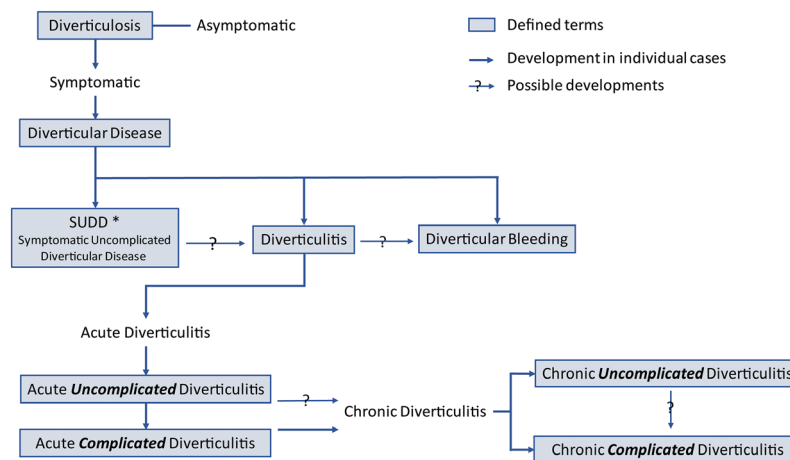 Diverticulosis
Asymptomatic
Defined terms
Development in individual cases
? Possible developments
Symptomatic
Diverticular Disease
SUDD *
Symptomatic Uncomplicated
Diverticular Disease
?
Diverticulitis
?
Diverticular Bleeding
Acute Diverticulitis
Acute Uncomplicated Diverticulitis
?
Acute Complicated Diverticulitis
Chronic Diverticulitis
Chronic Uncomplicated Diverticulitis
?
Chronic Complicated Diverticulitis